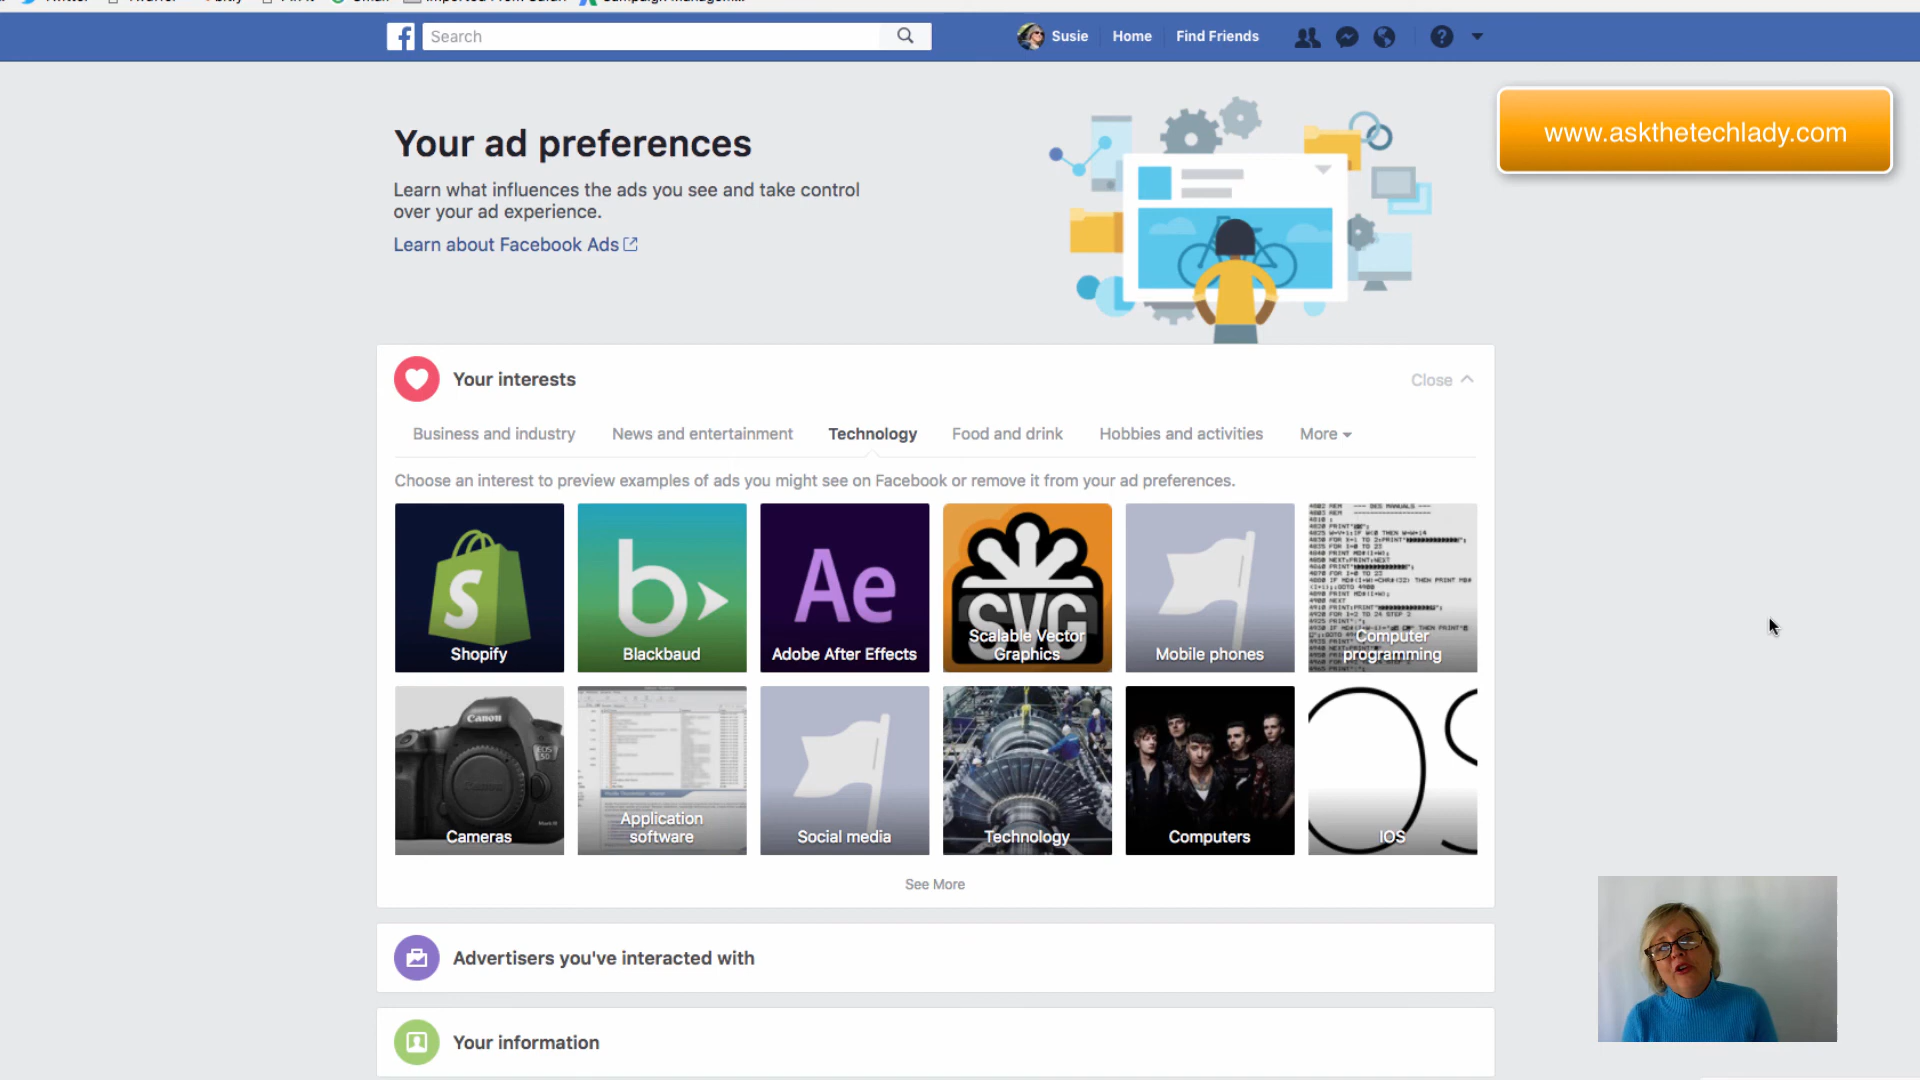 Search
Susie
Home
Find Friends
www.askthetechlady.com
Your ad preferences
Learn what influences the ads you see and take control
over your ad experience.
Learn about Facebook Ads
Your interests
Close
Business and industry
News and entertainment
Technology
Food and drink
Hobbies and activities
More
Choose an interest to preview examples of ads you might see on Facebook or remove it from your ad preferences.
Shopify
Blackbaud
Ae
Adobe After Effects
SVG
Scalable Vector
Graphics
Mobile phones
Computer
programming
Canon
Cameras
Application
software
Social media
Technology
Computers
IOS
See More
Advertisers you've interacted with
Your information